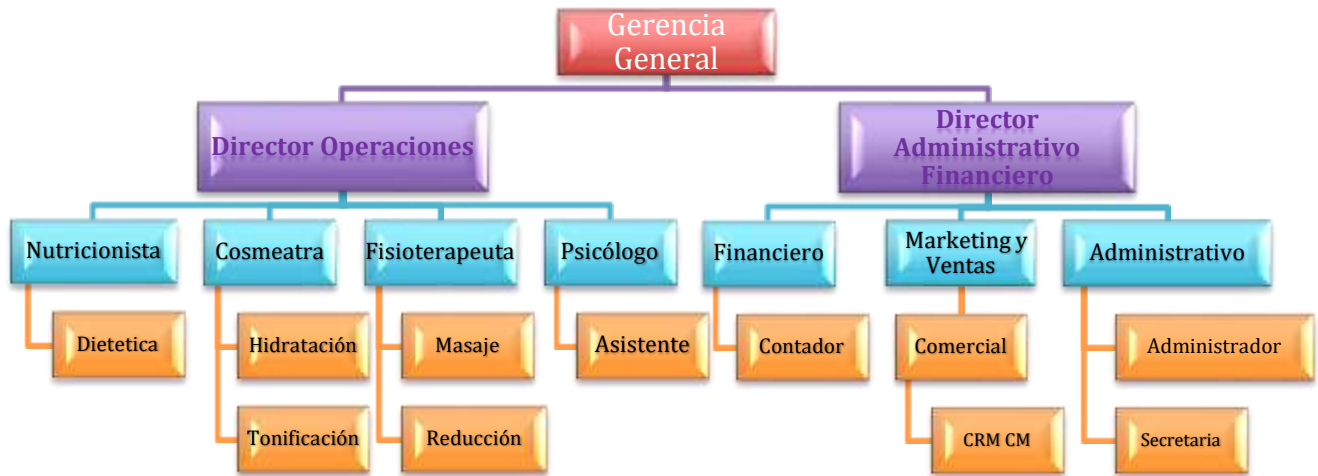 Gerencia
General
Director Operaciones
Director
Administrativo
Financiero
Nutricionista
Cosmeatra
Fisioterapeuta
Psicólogo
Financiero
Marketing y
Ventas
Administrativo
Dietetica
Hidratación
Masaje
Asistente
Contador
Comercial
Administrador
Tonificación
Reducción
CRM CM
Secretaria